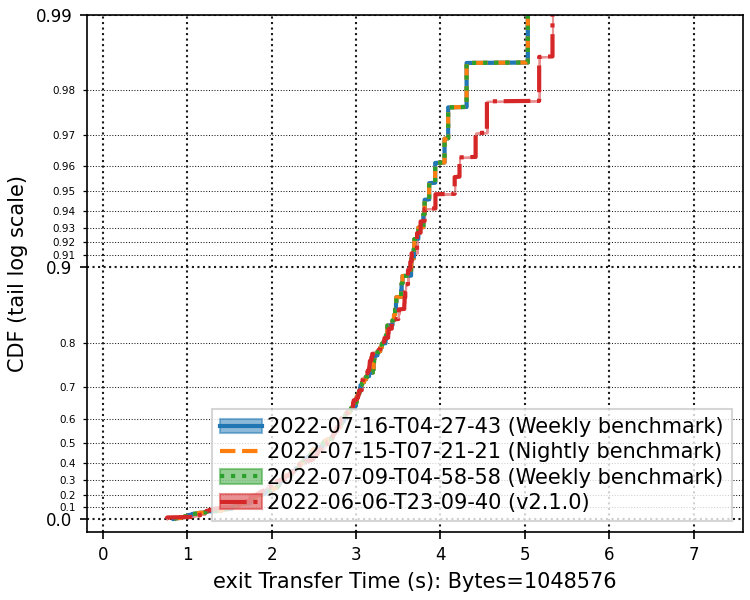 0.99
0.98
0.97
0.96
0.95
0.94
0.93
0.92
0.91
0.9
0.8
0.7
0.6
0.5
0.4
0.3
0.2
0.1
0.0
CDF (tail log scale)
2022-07-16-T04-27-43 (Weekly benchmark)
2022-07-15-T07-21-21 (Nightly benchmark)
2022-07-09-T04-58-58 (Weekly benchmark)
2022-06-06-T23-09-40 (v2.1.0)
0 1 2 3 4 5 6 7
exit Transfer Time (s): Bytes=1048576